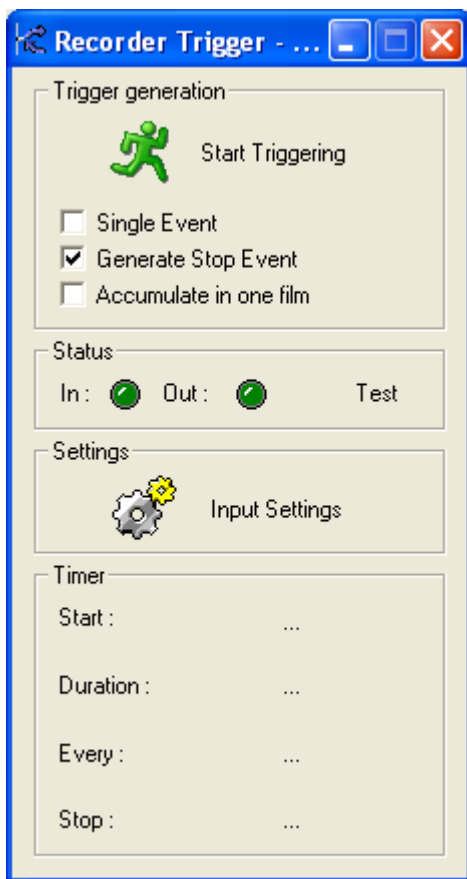 Recorder Trigger - ...
Trigger generation
Start Triggering
Single Event
Generate Stop Event
Accumulate in one film
Status
In : Out : Test
Settings
Input Settings
Timer
Start : ...
Duration : ...
Every : ...
Stop : ...